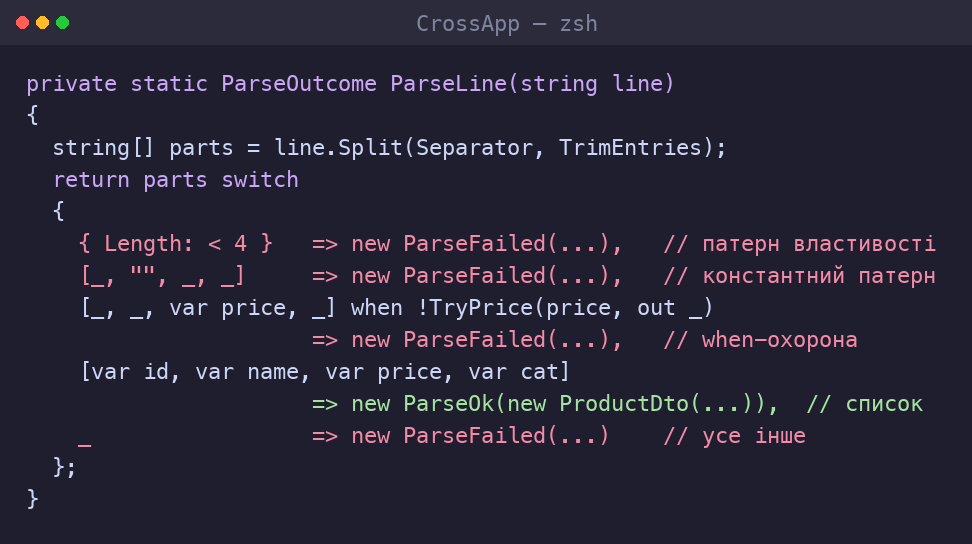 CrossApp — zsh
private static ParseOutcome ParseLine(string line)
{
string[] parts = line.Split(Separator, TrimEntries);
return parts switch
{
{ Length: < 4 } => new ParseFailed(...), // патерн властивості
[_, "", _, _] => new ParseFailed(...), // константний патерн
[_, _, var price, _] when !TryPrice(price, out _)
=> new ParseFailed(...), // when-охорона
[var id, var name, var price, var cat]
=> new ParseOk(new ProductDto(...)), // список
_ => new ParseFailed(...) // усе інше
};
}